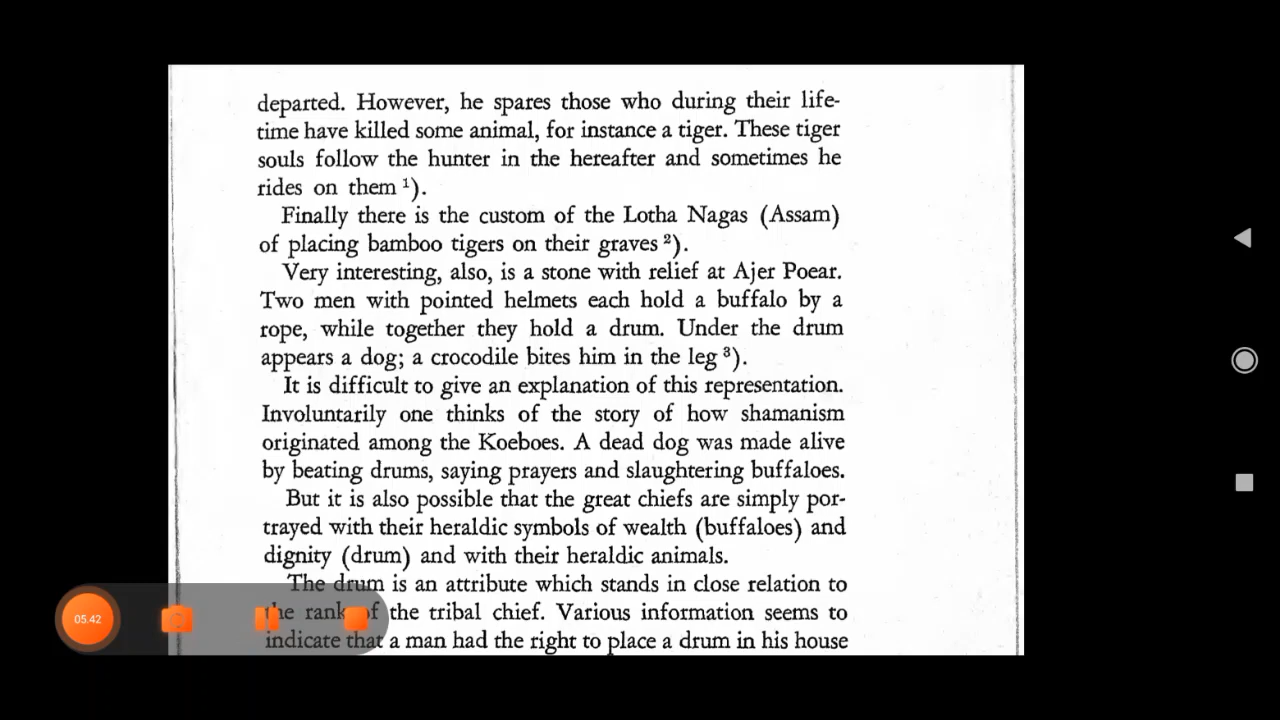 departed. However, he spares those who during their life-
time have killed some animal, for instance a tiger. These tiger
souls follow the hunter in the hereafter and sometimes he
rides on them ¹).
Finally there is the custom of the Lotha Nagas (Assam)
of placing bamboo tigers on their graves ²).
Very interesting, also, is a stone with relief at Ajer Poear.
Two men with pointed helmets each hold a buffalo by a
rope, while together they hold a drum. Under the drum
appears a dog; a crocodile bites him in the leg ³).
It is difficult to give an explanation of this representation.
Involuntarily one thinks of the story of how shamanism
originated among the Koeboes. A dead dog was made alive
by beating drums, saying prayers and slaughtering buffaloes.
But it is also possible that the great chiefs are simply por-
trayed with their heraldic symbols of wealth (buffaloes) and
dignity (drum) and with their heraldic animals.
The drum is an attribute which stands in close relation to
the rank of the tribal chief. Various information seems to
indicate that a man had the right to place a drum in his house
05.42